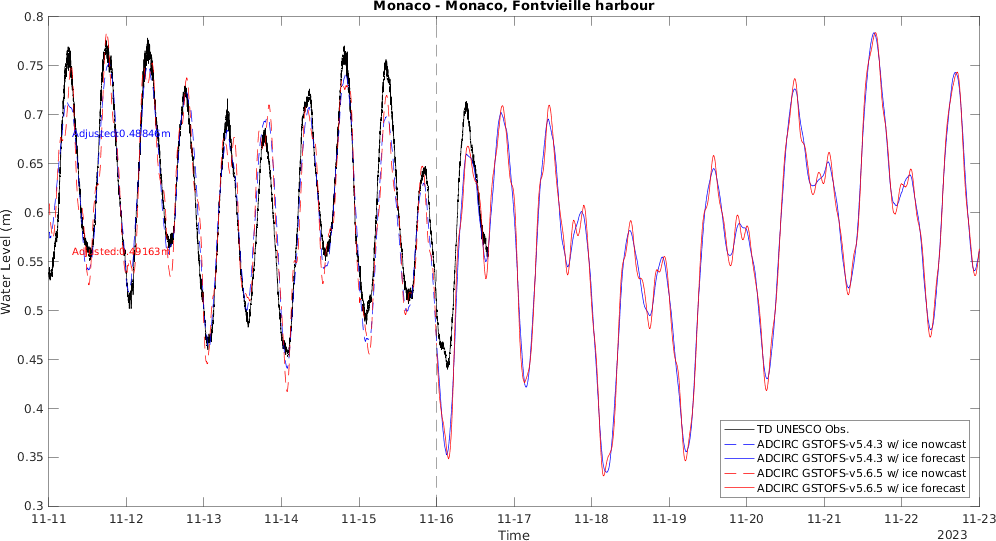 Monaco - Monaco, Fontvieille harbour
Water Level (m)
0.8
0.75
0.7
0.65
0.6
0.55
0.5
0.45
0.4
0.35
0.3
Adjusted:0.48846m
Adjusted:0.49163m
TD UNESCO Obs.
ADCIRC GSTOFS-v5.4.3 w/ ice nowcast
ADCIRC GSTOFS-v5.4.3 w/ ice forecast
ADCIRC GSTOFS-v5.6.5 w/ ice nowcast
ADCIRC GSTOFS-v5.6.5 w/ ice forecast
11-11 11-12 11-13 11-14 11-15 11-16 11-17 11-18 11-19 11-20 11-21 11-22 11-23
Time
2023